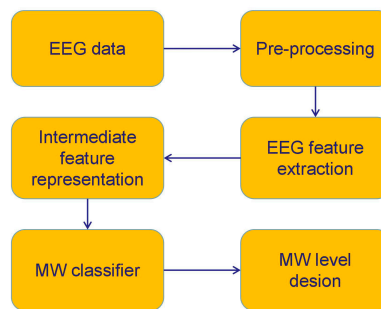 EEG data
Pre-processing
EEG feature
extraction
Intermediate
feature
representation
MW classifier
MW level
desion